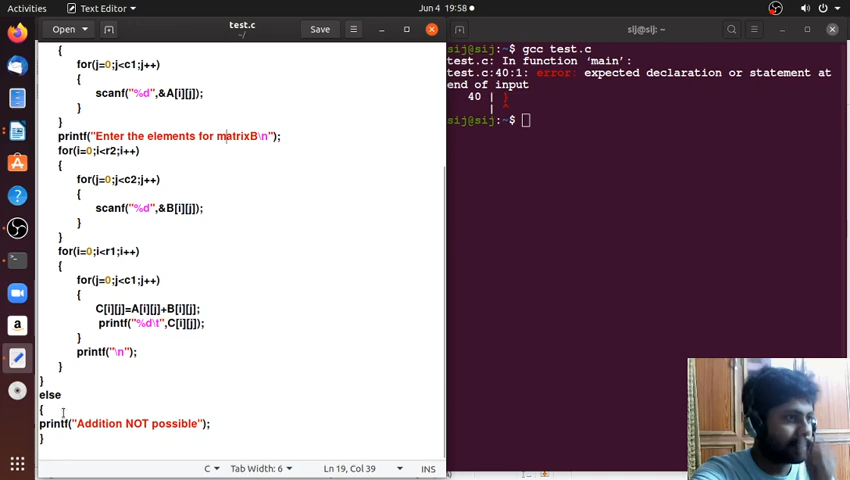 Activities
Text Editor
Jun 4 19:58
Open
test.c
~/
Save
{
for(j=0;j<c1;j++)
{
scanf("%d",&A[i][j]);
}
}
printf("Enter the elements for matrixB\n");
for(i=0;i<r2;i++)
{
for(j=0;j<c2;j++)
{
scanf("%d",&B[i][j]);
}
}
for(i=0;i<r1;i++)
{
for(j=0;j<c1;j++)
{
C[i][j]=A[i][j]+B[i][j];
printf("%d\t",C[i][j]);
}
printf("\n");
}
}
else
{
printf("Addition NOT possible");
}
C
Tab Width: 6
Ln 19, Col 39
INS
sij@sij: ~
sij@sij:~$ gcc test.c
test.c: In function ‘main’:
test.c:40:1: error: expected declaration or statement at
end of input
40 | }
| ^
sij@sij:~$